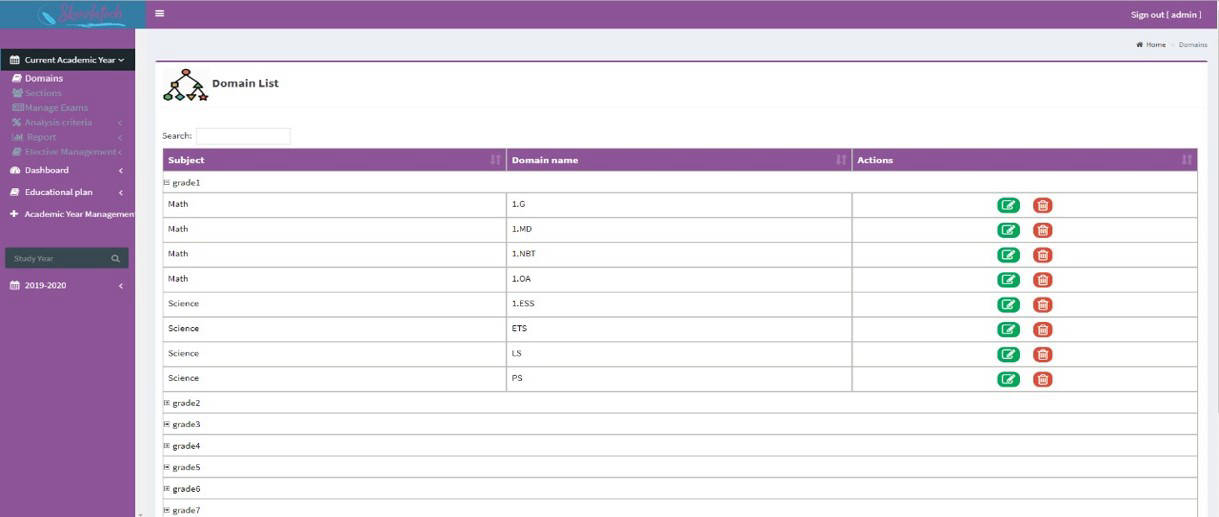 Sign out [ admin ]
Home - Domains
Current Academic Year
Domains
Sections
Manage Exams
Analysis criteria
Report
Elective Management
Dashboard
Educational plan
Academic Year Managemen
Study Year
2019-2020
Domain List
Search:
Subject Domain name Actions
grade1
Math 1.G
Math 1.MD
Math 1.NBT
Math 1.OA
Science 1.ESS
Science ETS
Science LS
Science PS
grade2
grade3
grade4
grade5
grade6
grade7